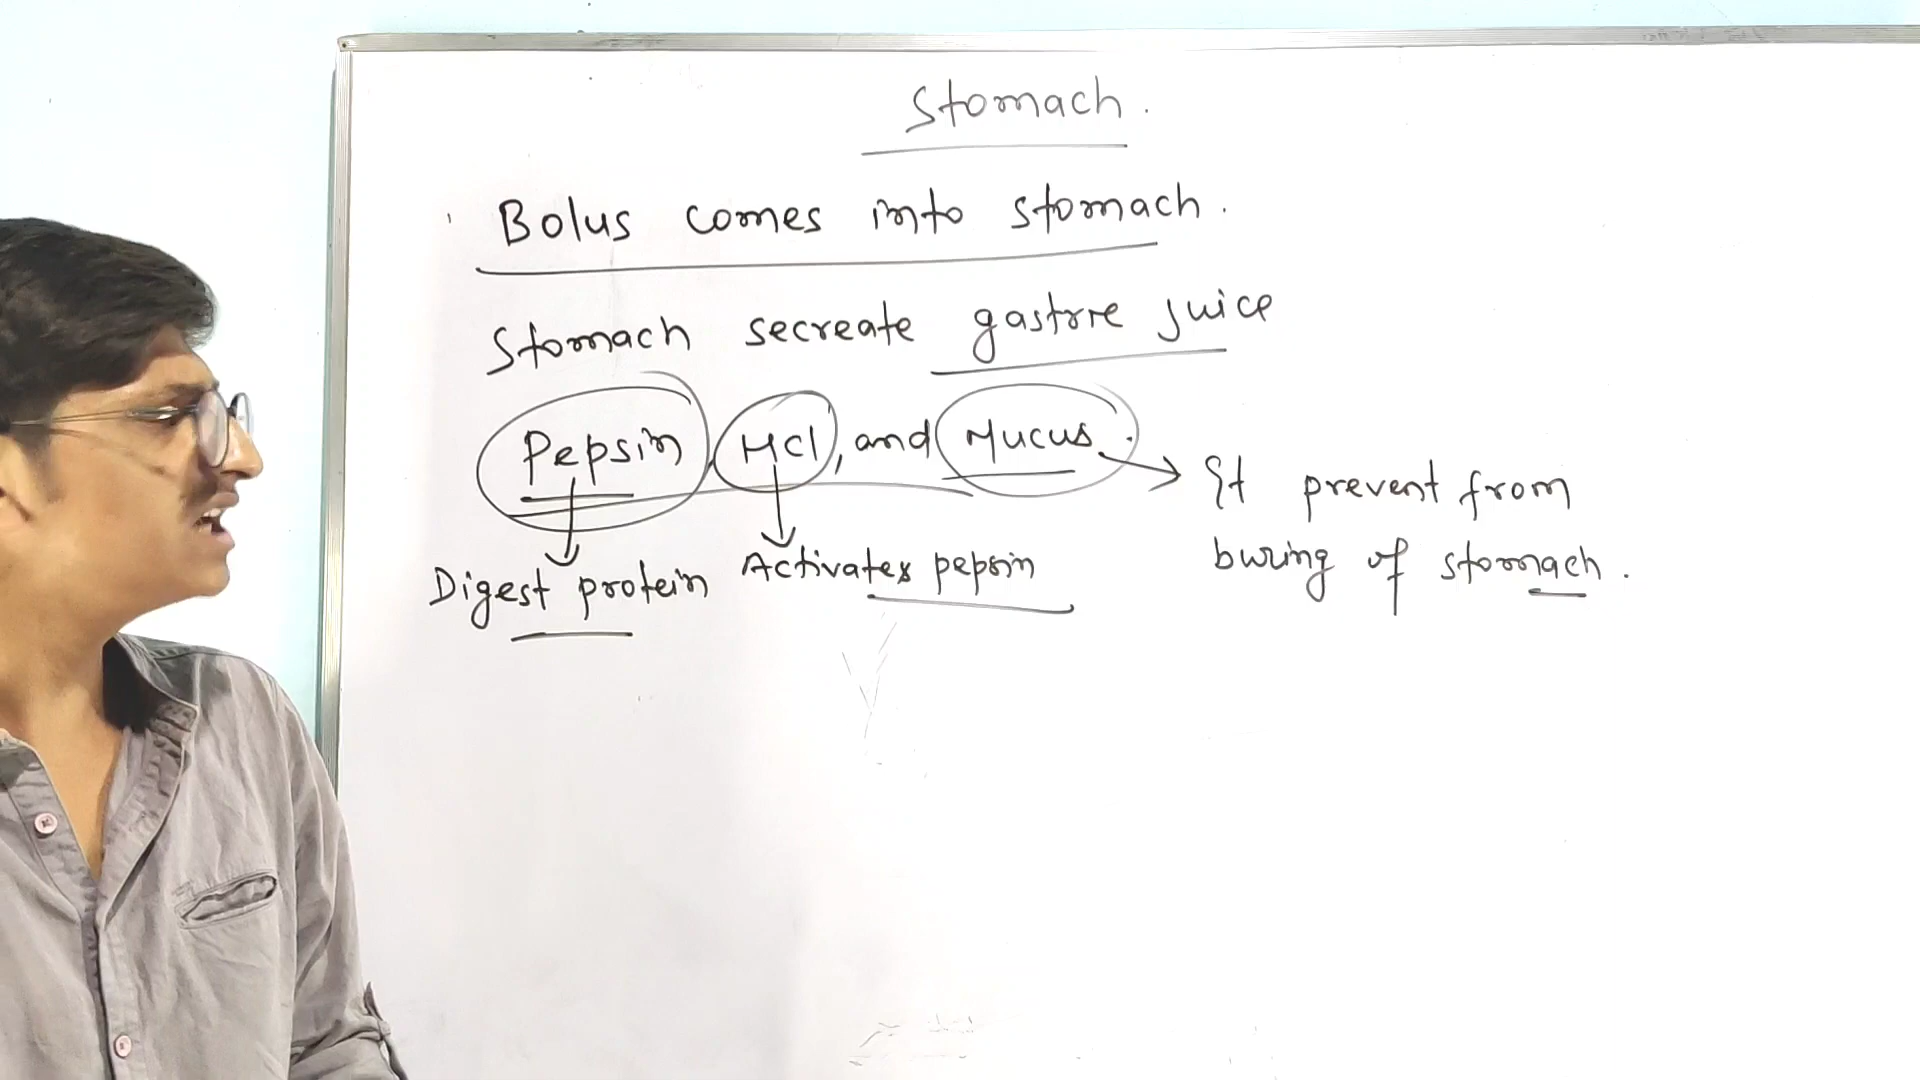 Stomach.
Bolus comes into stomach.
Stomach secreate gastrre juice
Pepsin, HCl, and Mucus.
It prevent from
buring of stomach.
Digest protein
Activates pepsin